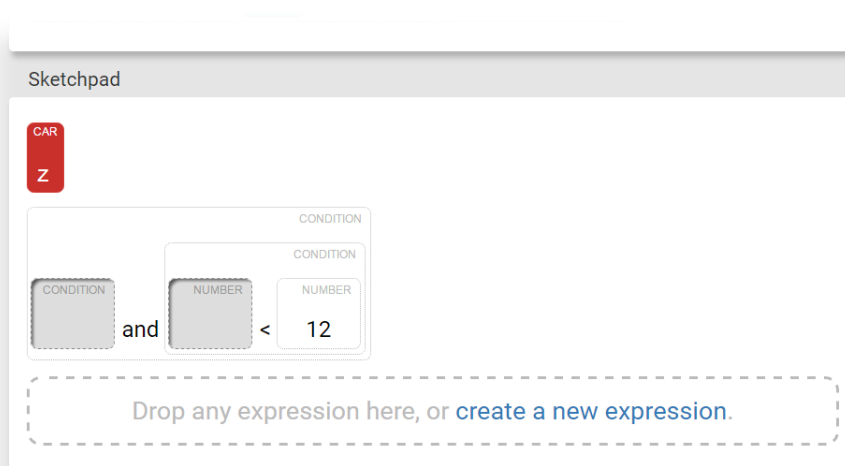 Sketchpad
CAR
z
CONDITION
CONDITION
CONDITION NUMBER NUMBER
and < 12
Drop any expression here, or create a new expression.